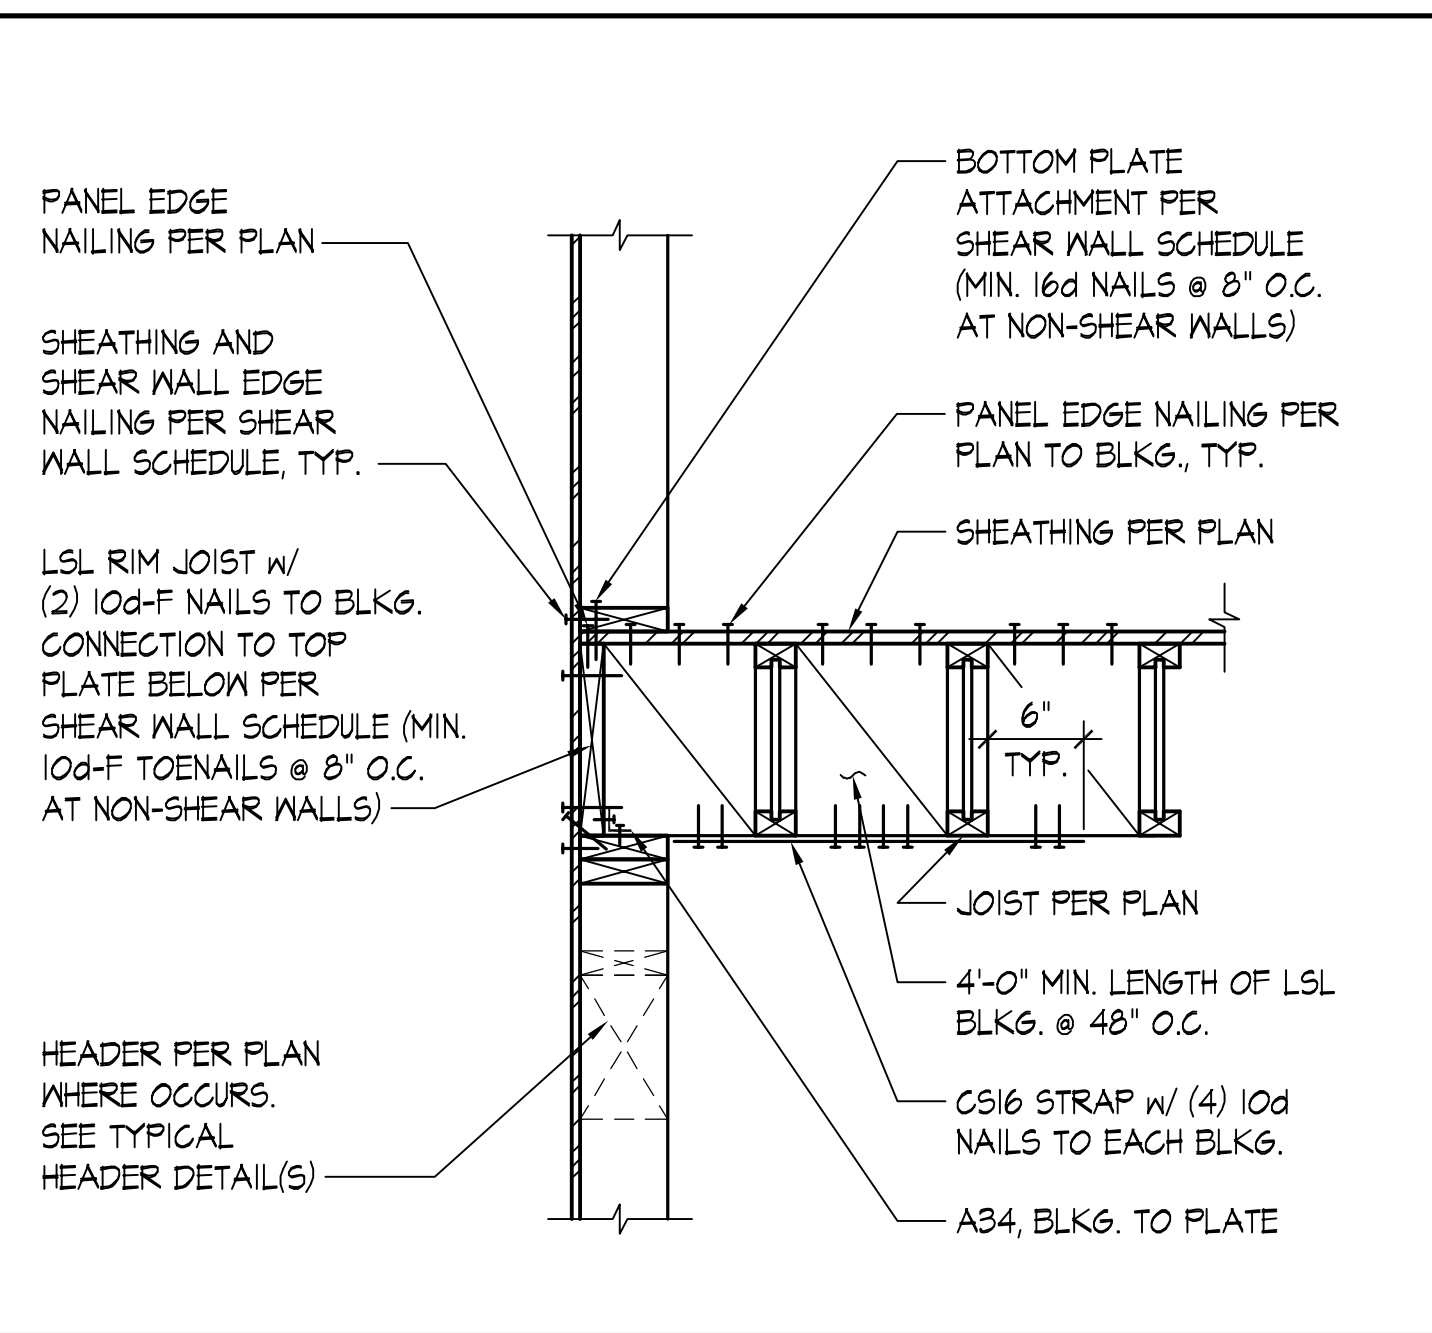 PANEL EDGE
NAILING PER PLAN
SHEATHING AND
SHEAR WALL EDGE
NAILING PER SHEAR
WALL SCHEDULE, TYP.
LSL RIM JOIST w/
(2) 10d-F NAILS TO BLKG.
CONNECTION TO TOP
PLATE BELOW PER
SHEAR WALL SCHEDULE (MIN.
10d-F TOENAILS @ 8" O.C.
AT NON-SHEAR WALLS)
HEADER PER PLAN
WHERE OCCURS.
SEE TYPICAL
HEADER DETAIL(S)
BOTTOM PLATE
ATTACHMENT PER
SHEAR WALL SCHEDULE
(MIN. 16d NAILS @ 8" O.C.
AT NON-SHEAR WALLS)
PANEL EDGE NAILING PER
PLAN TO BLKG., TYP.
SHEATHING PER PLAN
6"
TYP.
JOIST PER PLAN
4'-0" MIN. LENGTH OF LSL
BLKG. @ 48" O.C.
CS16 STRAP w/ (4) 10d
NAILS TO EACH BLKG.
A34, BLKG. TO PLATE